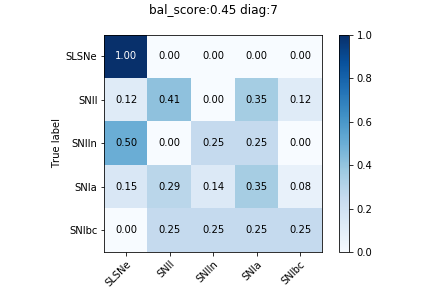 bal_score:0.45 diag:7
SLSNe 1.00 0.00 0.00 0.00 0.00
SNII 0.12 0.41 0.00 0.35 0.12
SNIIn 0.50 0.00 0.25 0.25 0.00
SNIa 0.15 0.29 0.14 0.35 0.08
SNIbc 0.00 0.25 0.25 0.25 0.25
SLSNe SNII SNIIn SNIa SNIbc
True label
1.0
0.8
0.6
0.4
0.2
0.0